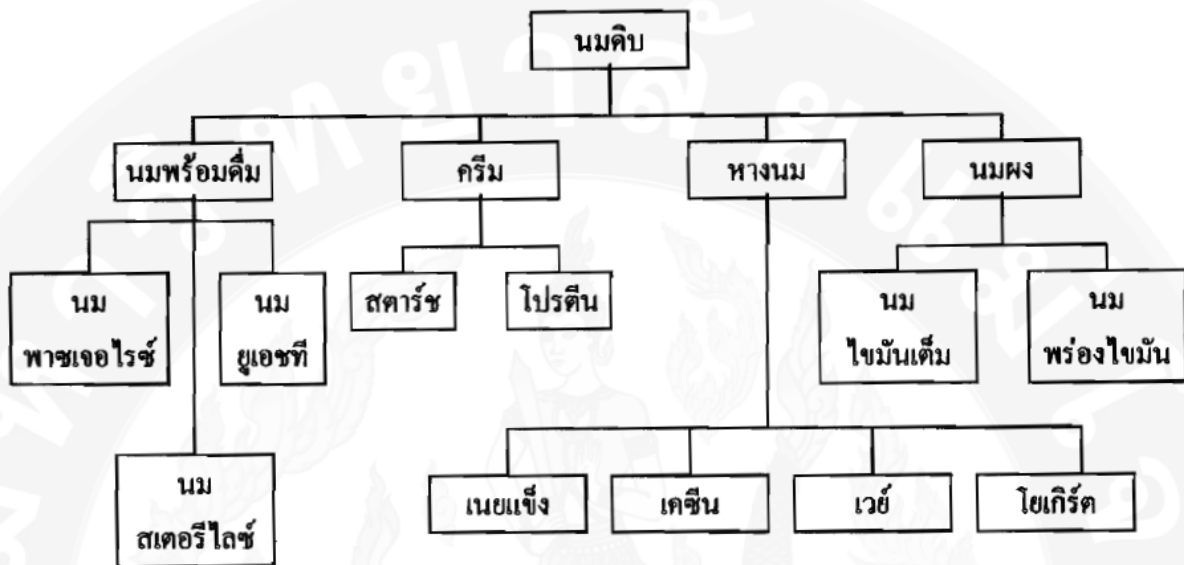 นมดิบ
นมพร้อมดื่ม
ครีม
หางนม
นมผง
นม
พาซเจอไรซ์
นม
ยูเอชที
สตาร์ช
โปรตีน
นม
ไขมันเต็ม
นม
พร่องไขมัน
นม
สเตอรีไลซ์
เนยแข็ง
เคซีน
เวย์
โยเกิร์ต